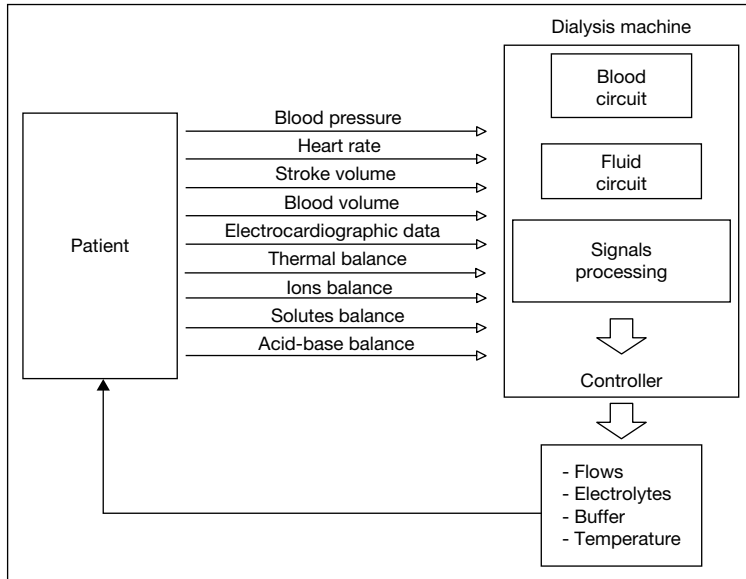 Dialysis machine
Blood
circuit
Blood pressure
Heart rate
Fluid
circuit
Stroke volume
Blood volume
Electrocardiographic data
Patient
Signals
processing
Thermal balance
Ions balance
Solutes balance
Acid-base balance
Controller
- Flows
- Electrolytes
- Buffer
- Temperature